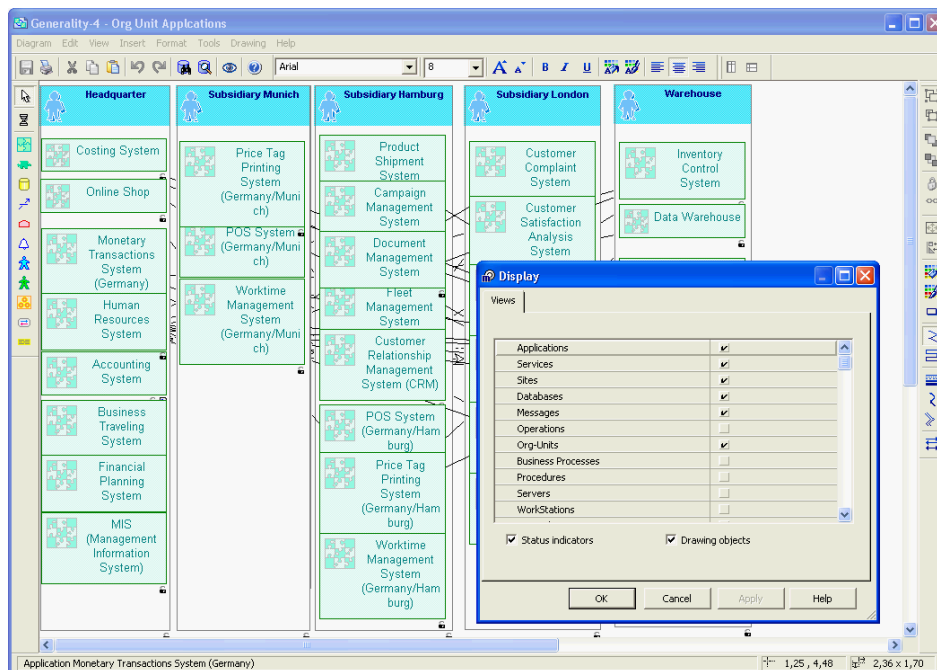 Generality-4 - Org Unit Applcations
Diagram Edit View Insert Format Tools Drawing Help
Arial 8 B I U
Headquarter
Costing System
Online Shop
Monetary
Transactions
System
(Germany)
Human
Resources
System
Accounting
System
Business
Traveling
System
Financial
Planning
System
MIS
(Management
Information
System)
Subsidiary Munich
Price Tag
Printing
System
(Germany/Muni
ch)
POS System
(Germany/Muni
ch)
Worktime
Management
System
(Germany/Muni
ch)
Subsidiary Hamburg
Product
Shipment
System
Campaign
Management
System
Document
Management
System
Fleet
Management
System
Customer
Relationship
Management
System (CRM)
POS System
(Germany/Ham
burg)
Price Tag
Printing
System
(Germany/Ham
burg)
Worktime
Management
System
(Germany/Ham
burg)
Subsidiary London
Customer
Complaint
System
Customer
Satisfaction
Analysis
System
Warehouse
Inventory
Control
System
Data Warehouse
Display
Views
Applications
Services
Sites
Databases
Messages
Operations
Org-Units
Business Processes
Procedures
Servers
WorkStations
Status indicators
Drawing objects
OK Cancel Apply Help
Application Monetary Transactions System (Germany)
1,25 , 4,48 2,36 x 1,70